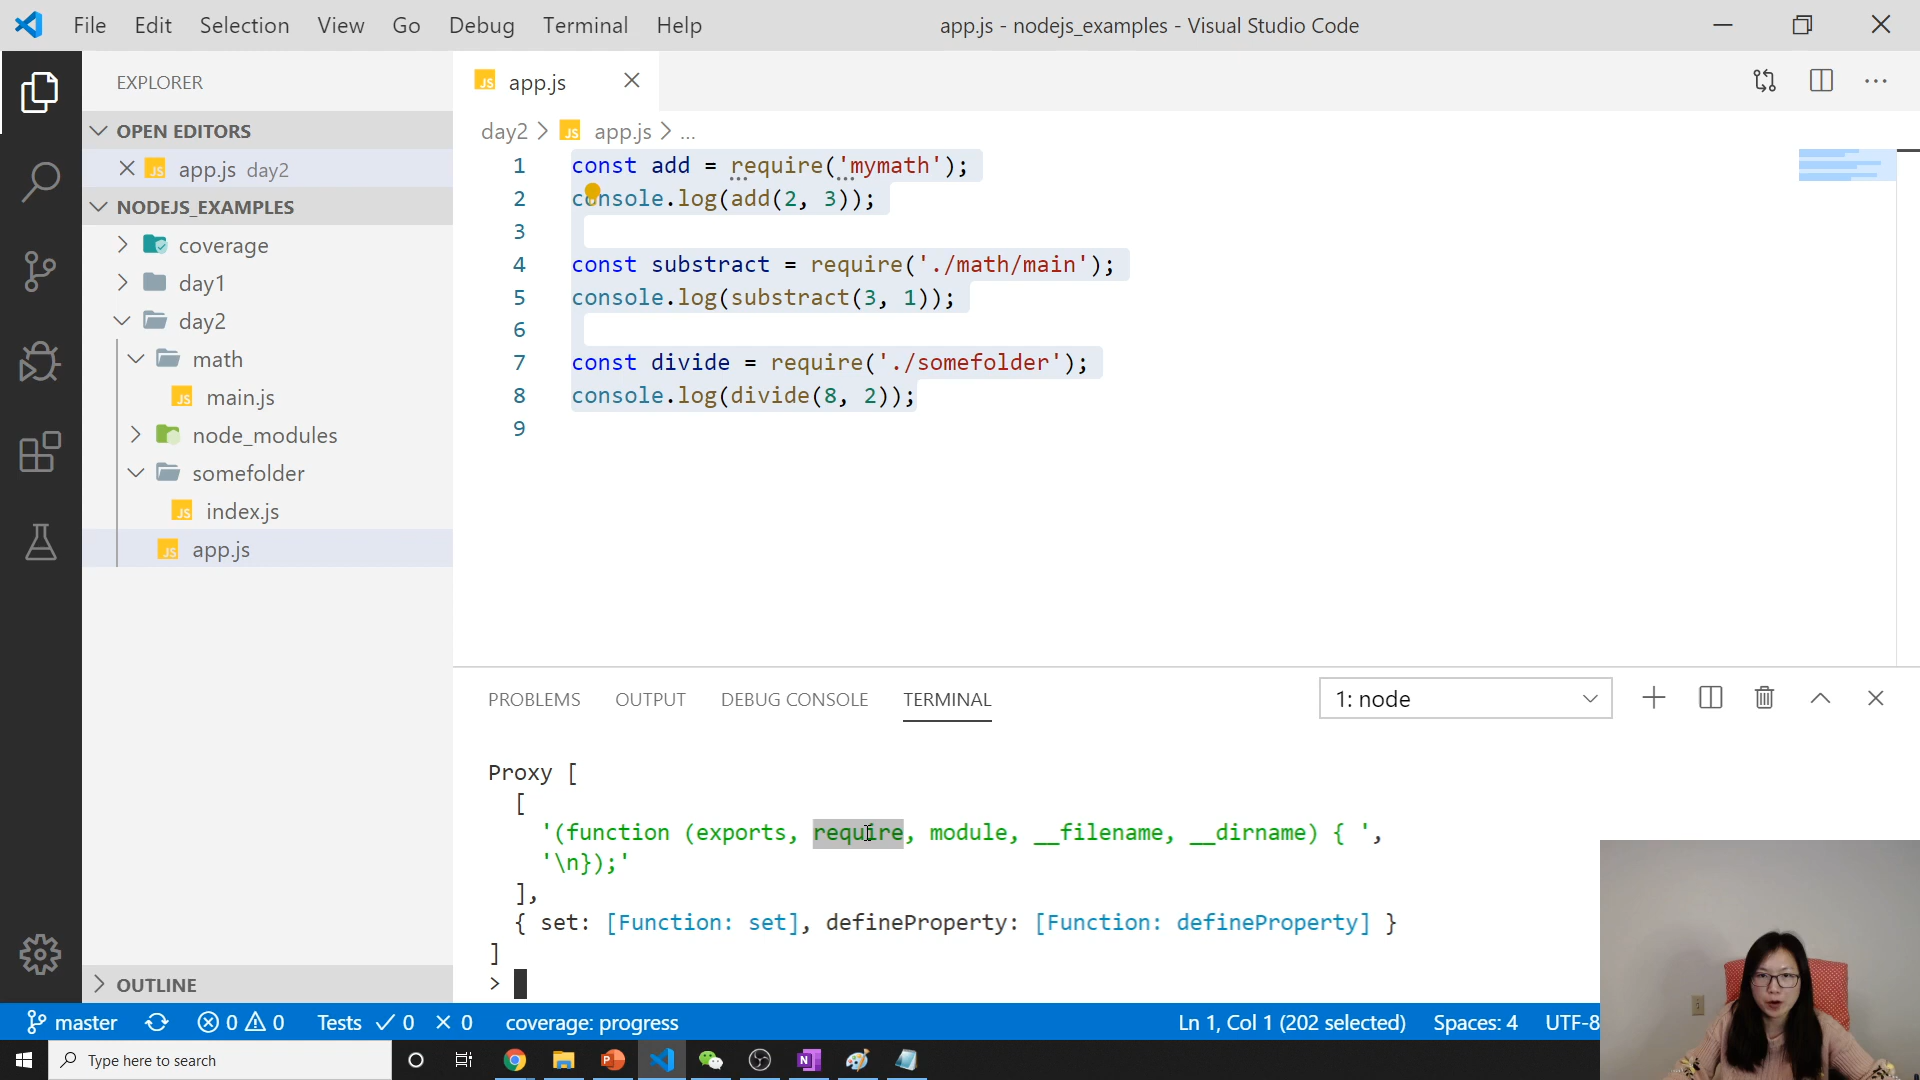 File Edit Selection View Go Debug Terminal Help
app.js - nodejs_examples - Visual Studio Code
EXPLORER
OPEN EDITORS
JS app.js day2
NODEJS_EXAMPLES
coverage
day1
day2
math
JS main.js
node_modules
somefolder
JS index.js
JS app.js
OUTLINE
JS app.js
day2 > JS app.js > ...
1 const add = require('mymath');
2 console.log(add(2, 3));
3
4 const substract = require('./math/main');
5 console.log(substract(3, 1));
6
7 const divide = require('./somefolder');
8 console.log(divide(8, 2));
9
PROBLEMS OUTPUT DEBUG CONSOLE TERMINAL
1: node
Proxy [
[
'(function (exports, require, module, __filename, __dirname) { ',
'\n});'
],
{ set: [Function: set], defineProperty: [Function: defineProperty] }
]
>
master 0 0 Tests 0 0 coverage: progress
Ln 1, Col 1 (202 selected) Spaces: 4 UTF-8
Type here to search